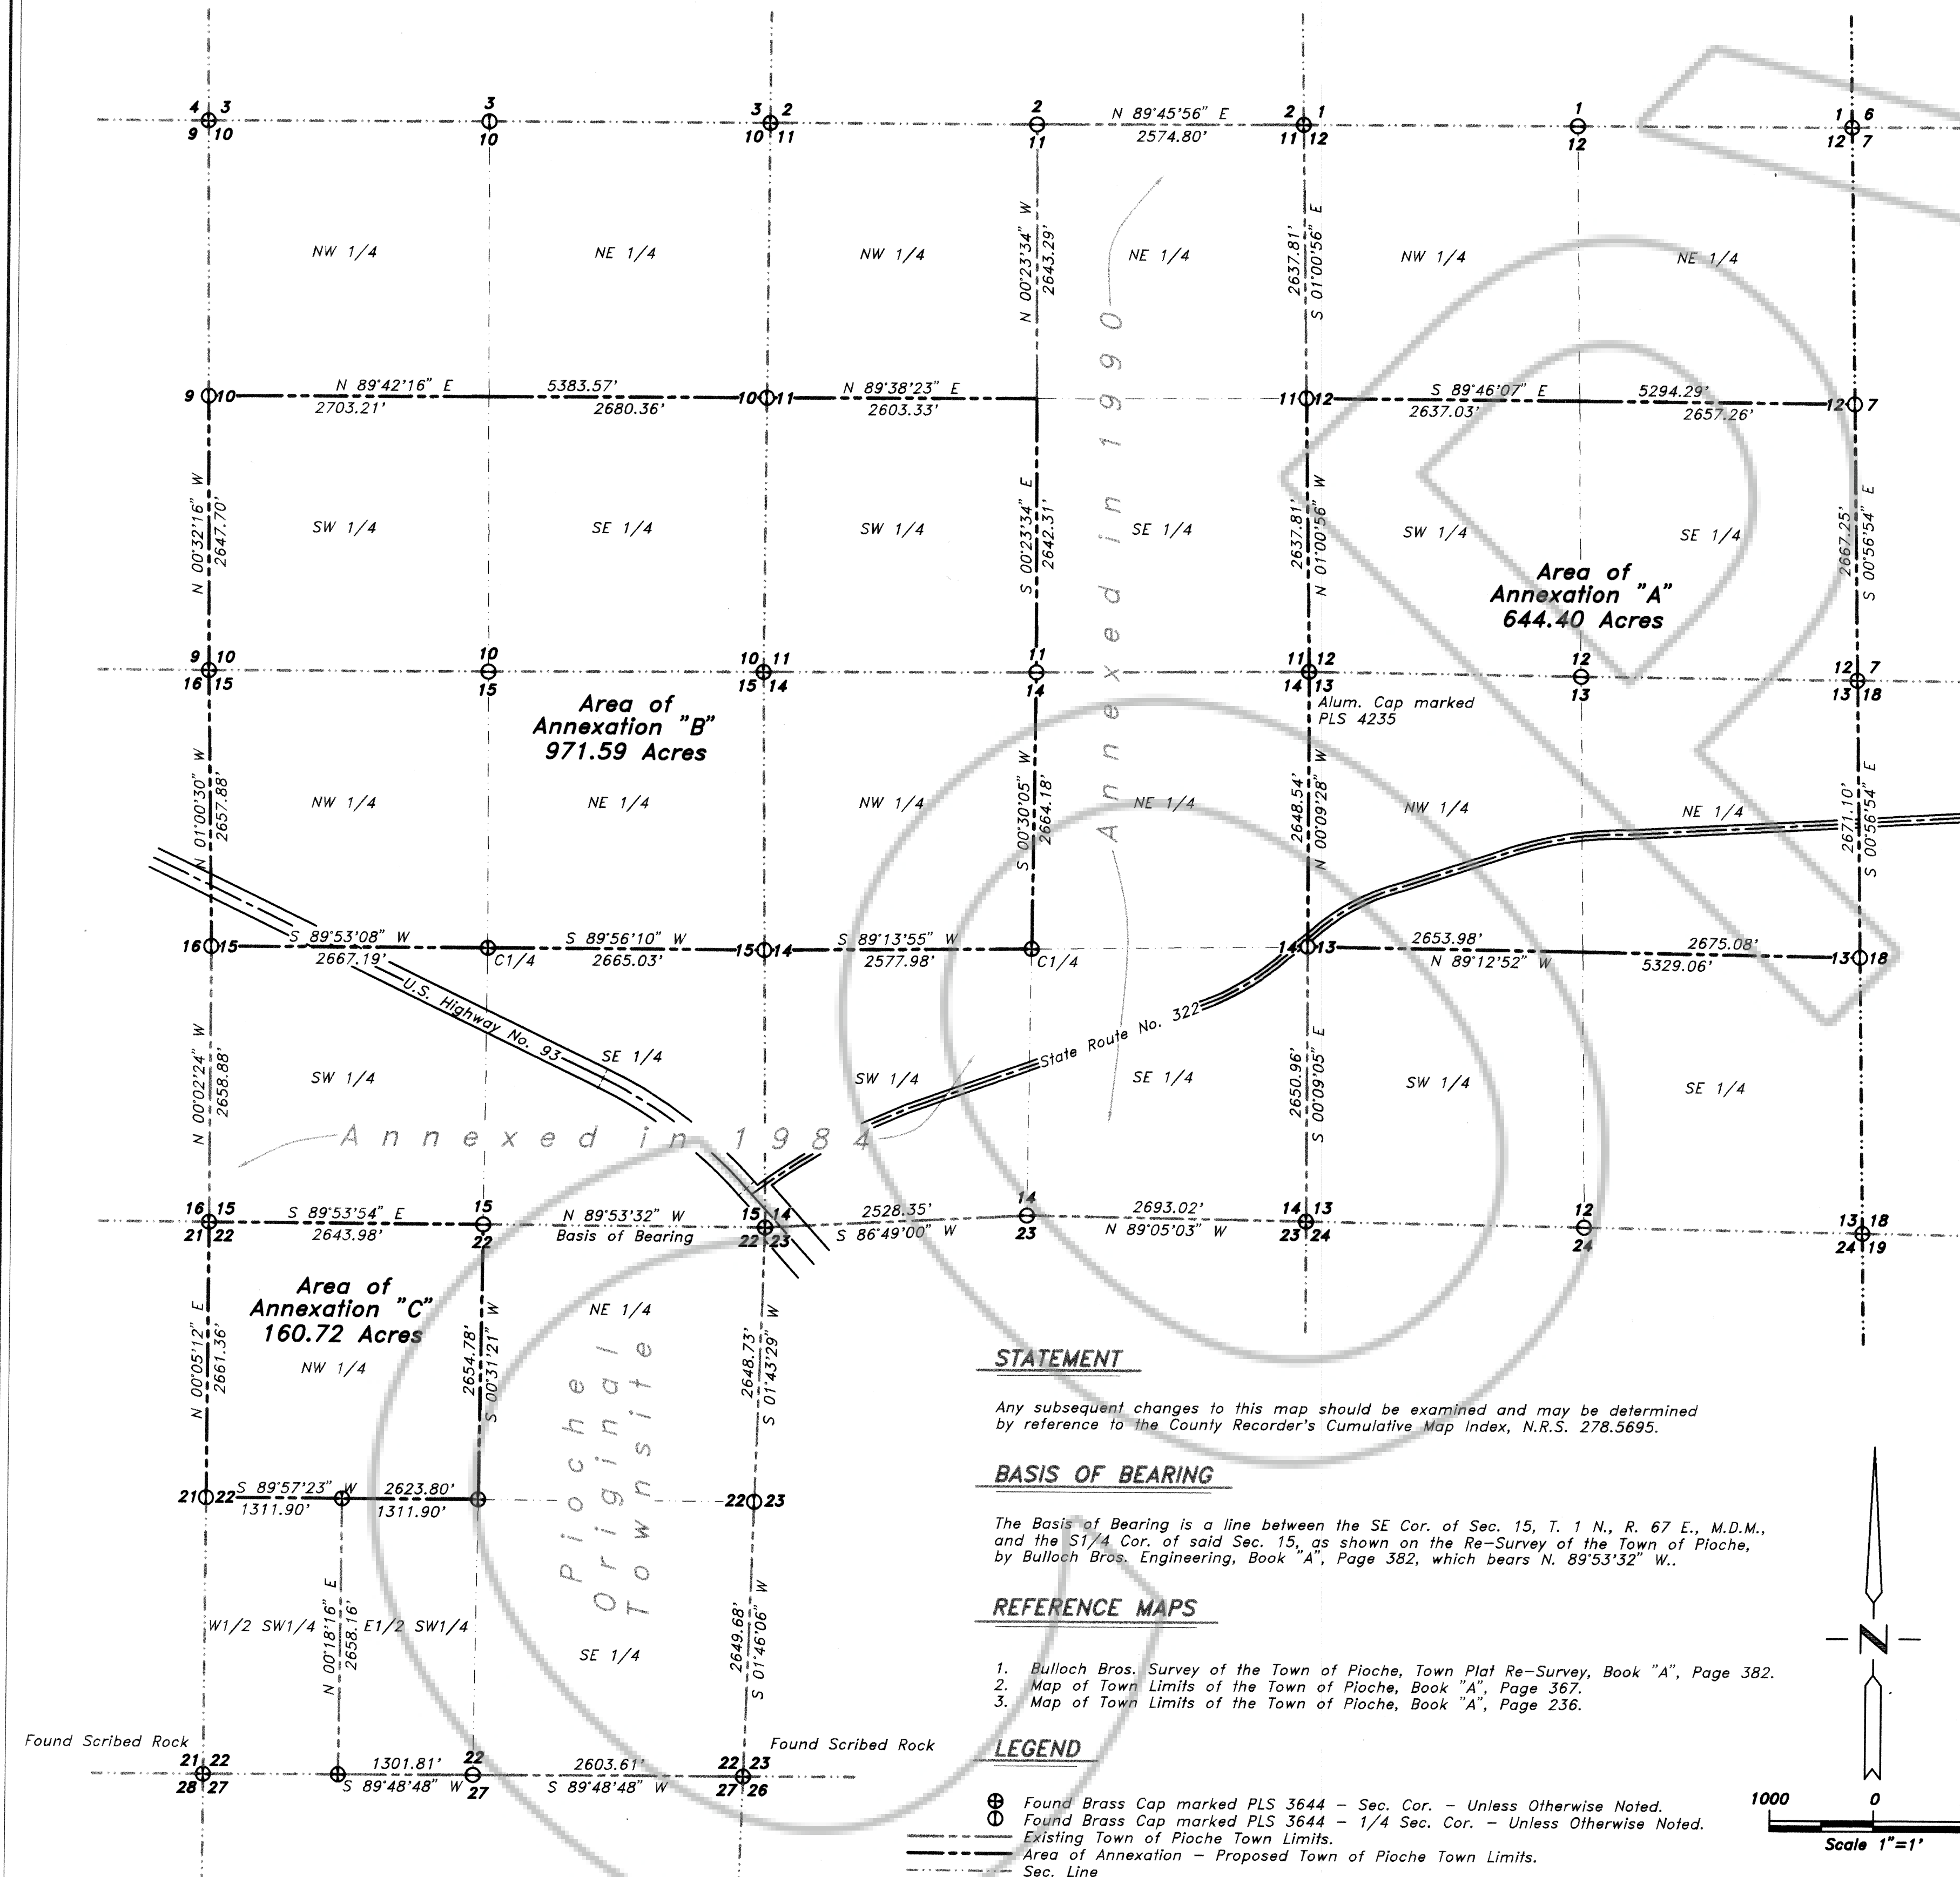 4 3
3
3 2
2
N 89°45'56" E
2 1
1
1 6
9 10
10
10 11
11
2574.80'
11 12
12
12 7
NW 1/4
NE 1/4
NW 1/4
N 00°23'34" W
2643.29'
NE 1/4
2637.81'
S 01°00'56" E
NW 1/4
NE 1/4
9 10
N 89°42'16" E
5383.57'
10 11
N 89°38'23" E
11 12
S 89°46'07" E
5294.29'
12 7
2703.21'
2680.36'
2603.33'
2637.03'
2657.26'
N 00°32'16" W
2647.70'
SW 1/4
SE 1/4
SW 1/4
S 00°23'34" E
2642.31'
SE 1/4
2637.81'
N 01°00'56" W
SW 1/4
SE 1/4
2667.25'
S 00°56'54" E
Area of
Annexation "A"
644.40 Acres
Annexed in 1990
9 10
10
10 11
11
11 12
12
12 7
16 15
15
15 14
14
14 13
13
13 18
Alum. Cap marked
PLS 4235
Area of
Annexation "B"
971.59 Acres
N 01°00'30" W
2657.88'
NW 1/4
NE 1/4
NW 1/4
S 00°30'05" W
2664.18'
NE 1/4
2648.54'
N 00°09'28" W
NW 1/4
NE 1/4
2671.10'
S 00°56'54" E
16 15
S 89°53'08" W
S 89°56'10" W
15 14
S 89°13'55" W
14 13
2653.98'
2675.08'
13 18
2667.19'
C1/4
2665.03'
2577.98'
C1/4
N 89°12'52" W
5329.06'
U.S. Highway No. 93
State Route No. 322
N 00°02'24" W
2658.88'
SW 1/4
SE 1/4
SW 1/4
SE 1/4
2650.96'
S 00°09'05" E
SW 1/4
SE 1/4
Annexed in 1984
16 15
S 89°53'54" E
15
N 89°53'32" W
15 14
2528.35'
14
2693.02'
14 13
12
13 18
21 22
2643.98'
22
Basis of Bearing
22 23
S 86°49'00" W
23
N 89°05'03" W
23 24
24
24 19
Area of
Annexation "C"
160.72 Acres
NW 1/4
N 00°05'12" E
2661.36'
2654.78'
S 00°31'21" W
NE 1/4
Pioche
Original
Townsite
2648.73'
S 01°43'29" W
21 22
S 89°57'23" W
2623.80'
22 23
1311.90'
1311.90'
W1/2 SW1/4
N 00°18'16" E
2658.16'
E1/2 SW1/4
SE 1/4
2649.68'
S 01°46'06" W
Found Scribed Rock
21 22
1301.81'
22
2603.61'
22 23
Found Scribed Rock
28 27
S 89°48'48" W
27
S 89°48'48" W
27 26
STATEMENT
Any subsequent changes to this map should be examined and may be determined
by reference to the County Recorder's Cumulative Map Index, N.R.S. 278.5695.
BASIS OF BEARING
The Basis of Bearing is a line between the SE Cor. of Sec. 15, T. 1 N., R. 67 E., M.D.M.,
and the S1/4 Cor. of said Sec. 15, as shown on the Re-Survey of the Town of Pioche,
by Bulloch Bros. Engineering, Book "A", Page 382, which bears N. 89°53'32" W..
REFERENCE MAPS
1. Bulloch Bros. Survey of the Town of Pioche, Town Plat Re-Survey, Book "A", Page 382.
2. Map of Town Limits of the Town of Pioche, Book "A", Page 367.
3. Map of Town Limits of the Town of Pioche, Book "A", Page 236.
LEGEND
Found Brass Cap marked PLS 3644 - Sec. Cor. - Unless Otherwise Noted.
Found Brass Cap marked PLS 3644 - 1/4 Sec. Cor. - Unless Otherwise Noted.
Existing Town of Pioche Town Limits.
Area of Annexation - Proposed Town of Pioche Town Limits.
Sec. Line
N
1000 0
Scale 1"=1'